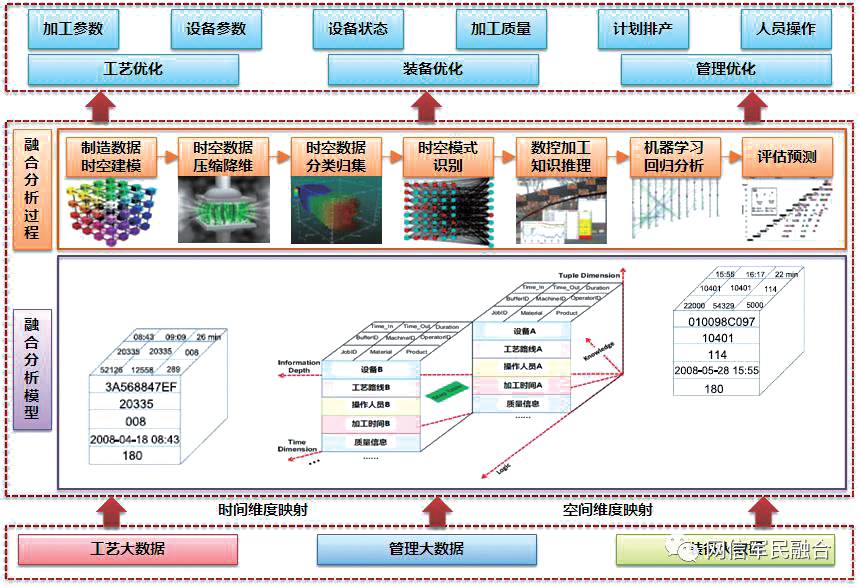 加工参数
设备参数
设备状态
加工质量
计划排产
人员操作
工艺优化
装备优化
管理优化
融合分析过程
制造数据
时空建模
时空数据
压缩降维
时空数据
分类归集
时空模式
识别
数控加工
知识推理
机器学习
回归分析
评估预测
融合分析模型
08:43 09:09 26 min
20335 20335 008
52126 12558 289
3A568847EF
20335
008
2008-04-18 08:43
180
Tuple Dimension
Time_In Time_Out Duration
BufferID MachineID OperatorID
JobID Material Product
设备A
工艺路线A
操作人员A
加工时间A
质量信息
......
Knowledge
Logic
Time_In Time_Out Duration
BufferID MachineID OperatorID
JobID Material Product
Information
Depth
设备B
工艺路线B
操作人员B
加工时间B
质量信息
......
Time
Dimension
...
15:55 16:17 22 min
10401 10401 114
22000 54329 5000
010098C097
10401
114
2008-05-28 15:55
180
时间维度映射
空间维度映射
工艺大数据
管理大数据
网信军民融合